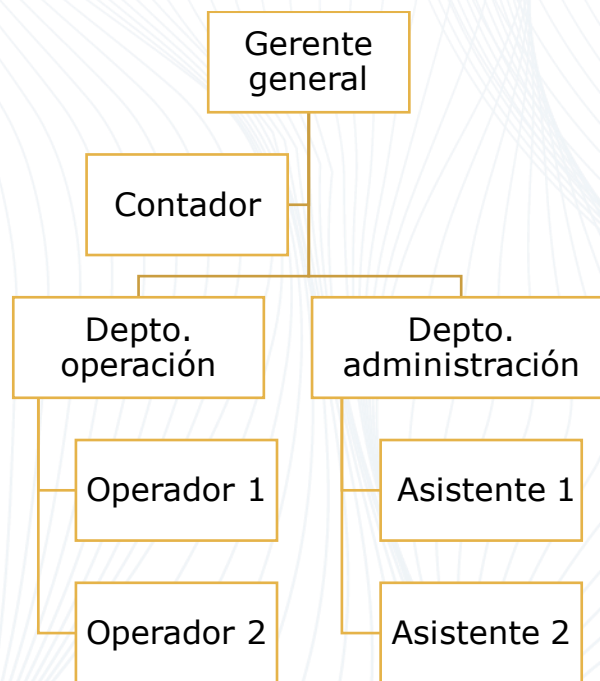 Gerente
general
Contador
Depto.
operación
Depto.
administración
Operador 1
Asistente 1
Operador 2
Asistente 2